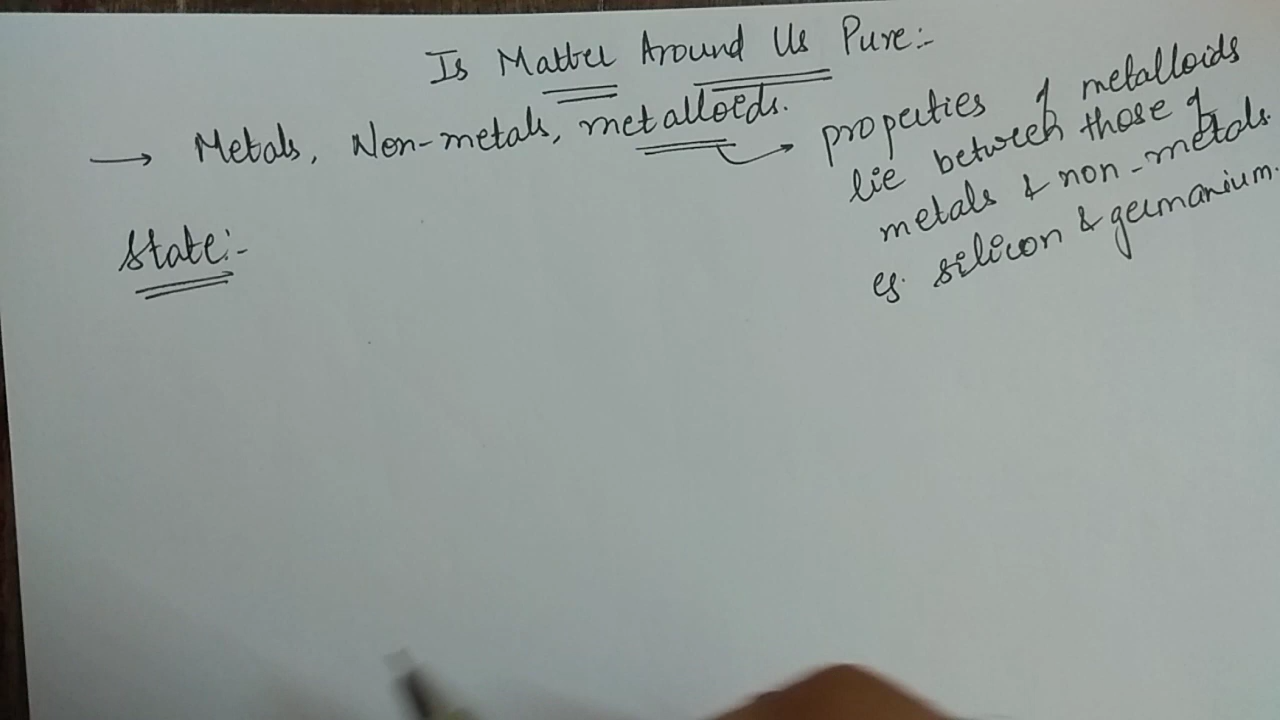 Is Matter Around Us Pure:-
→ Metals, Non-metals, metalloids. → properties of metalloids
lie between those of
metals & non-metals.
eg. silicon & germanium.
State:-